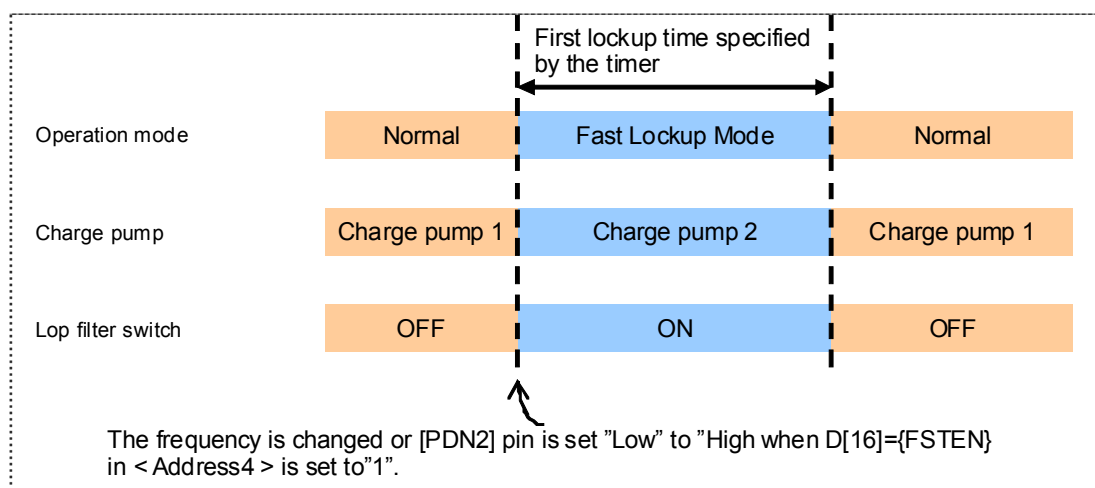 First lockup time specified
by the timer
Operation mode Normal Fast Lockup Mode Normal
Charge pump Charge pump 1 Charge pump 2 Charge pump 1
Lop filter switch OFF ON OFF
The frequency is changed or [PDN2] pin is set ”Low” to ”High when D[16]={FSTEN}
in < Address4 > is set to”1”.